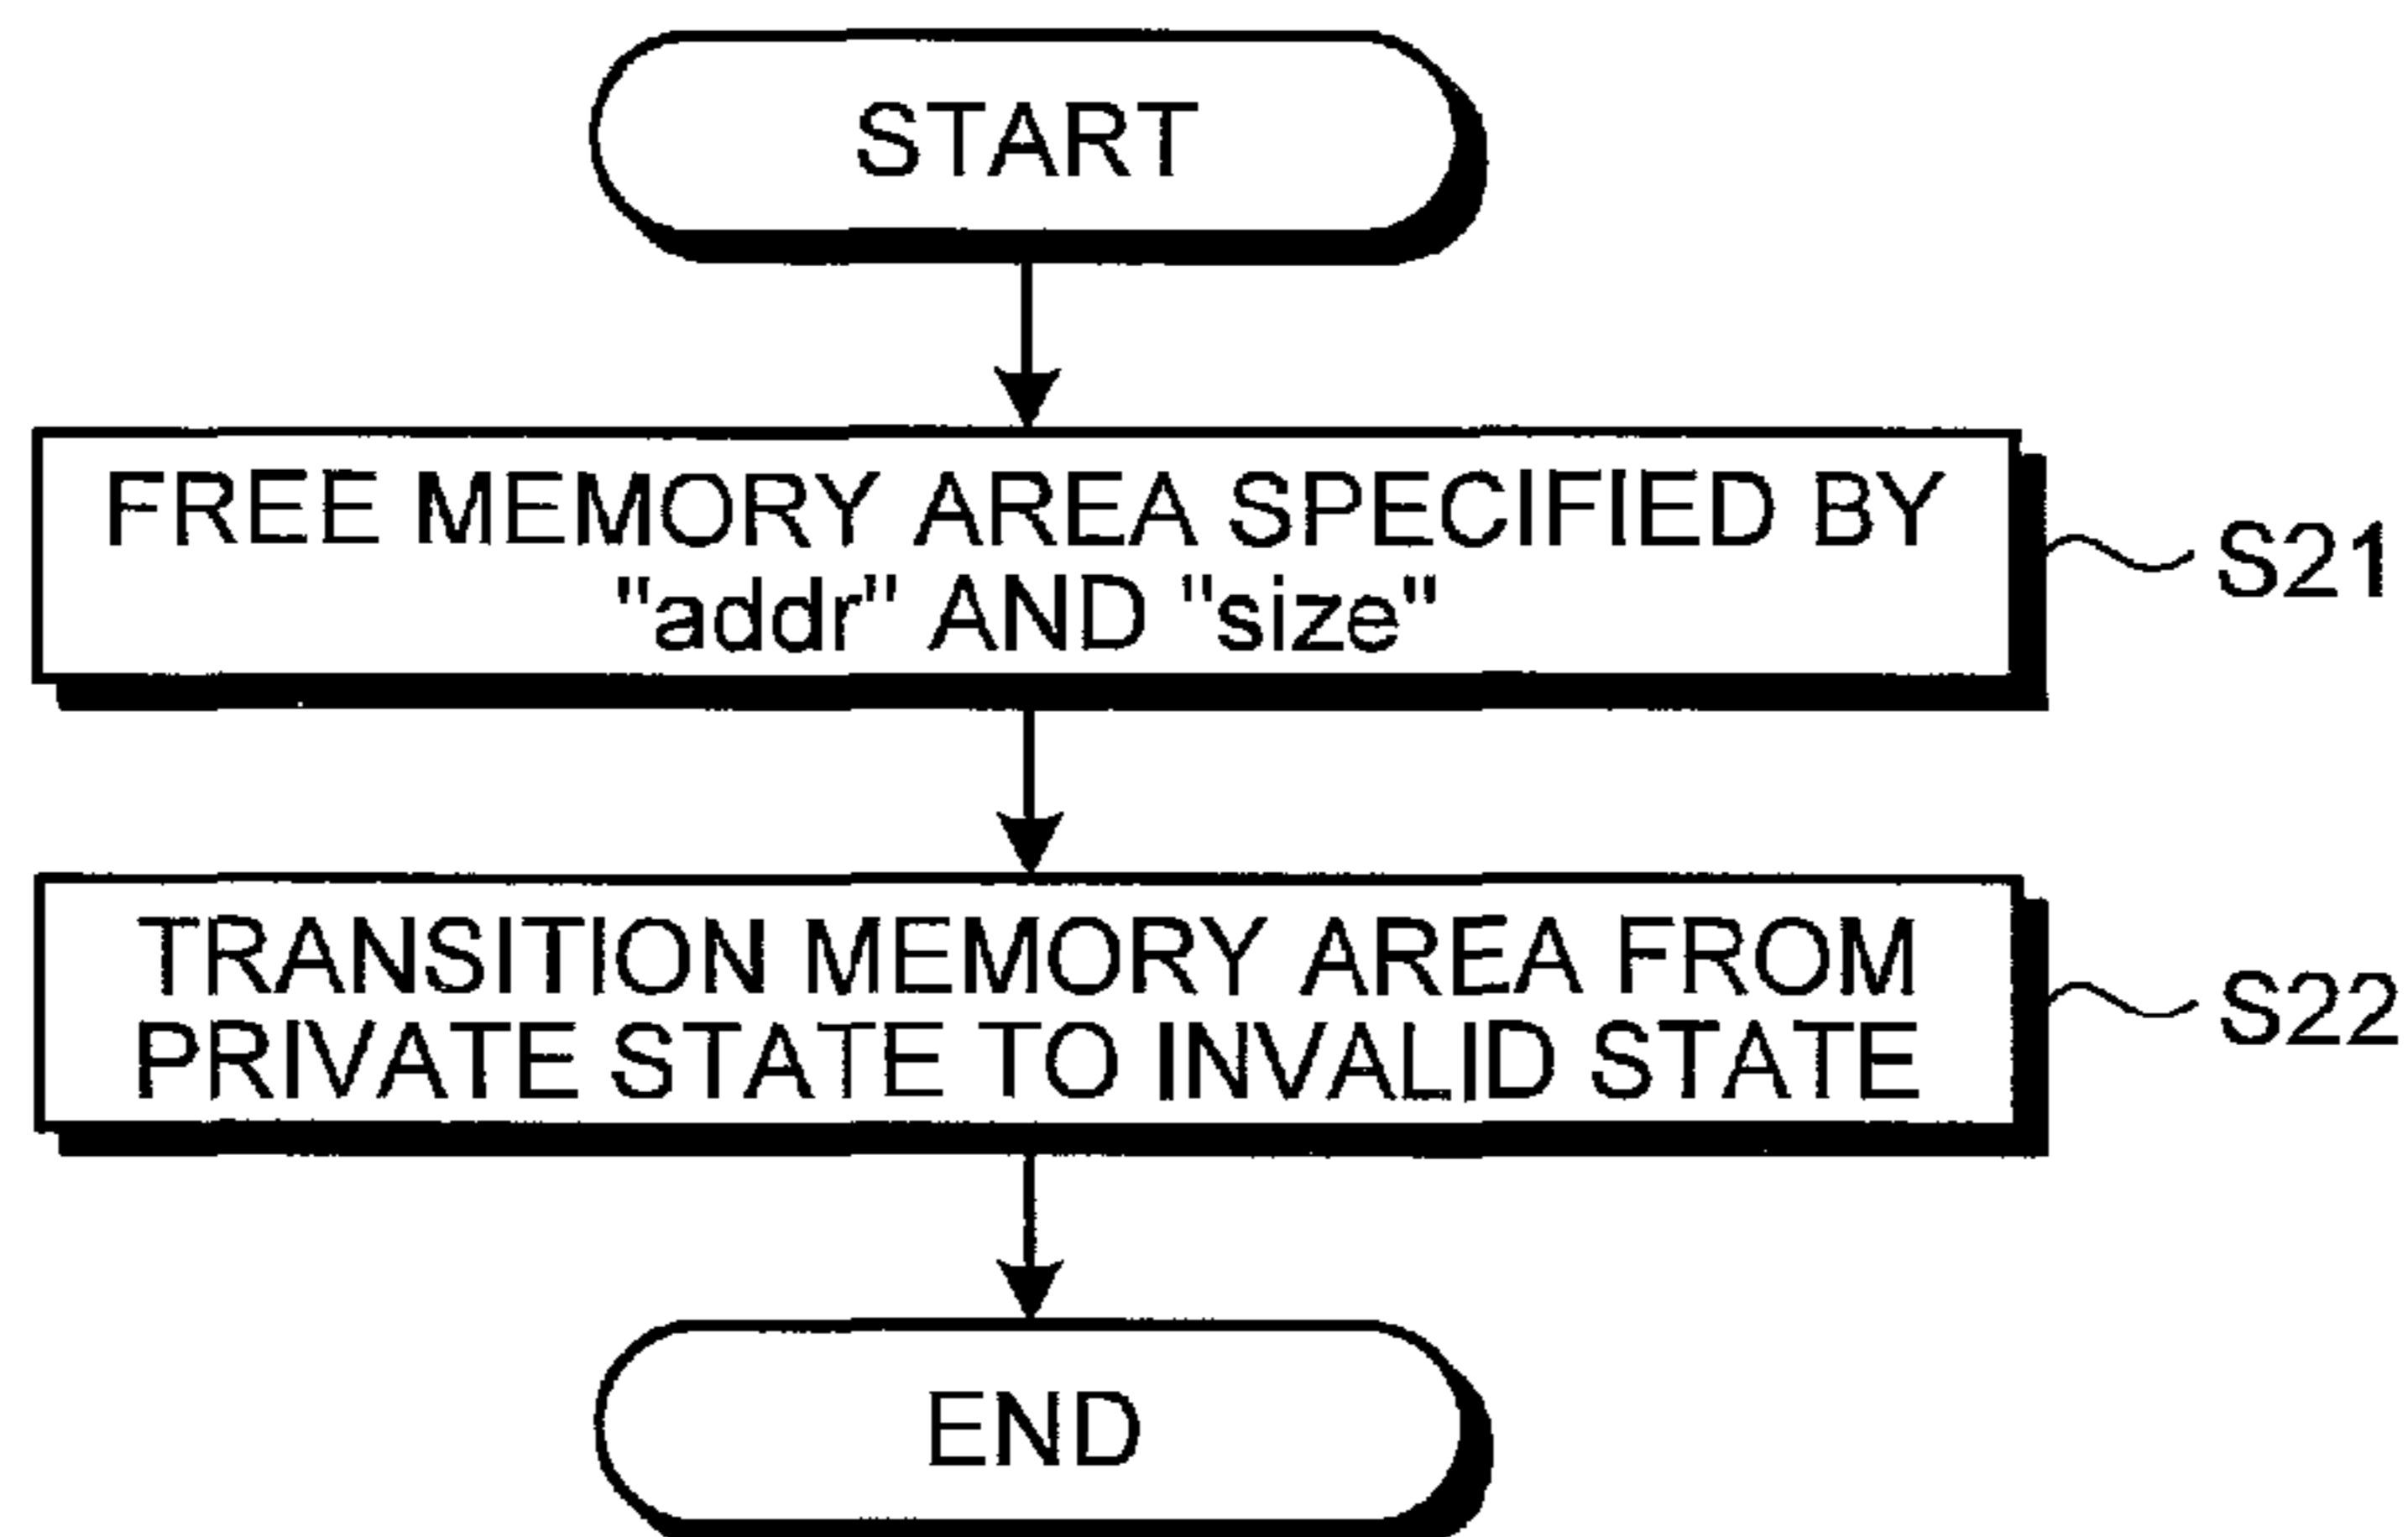 START
FREE MEMORY AREA SPECIFIED BY
"addr" AND "size"
S21
TRANSITION MEMORY AREA FROM
PRIVATE STATE TO INVALID STATE
S22
END